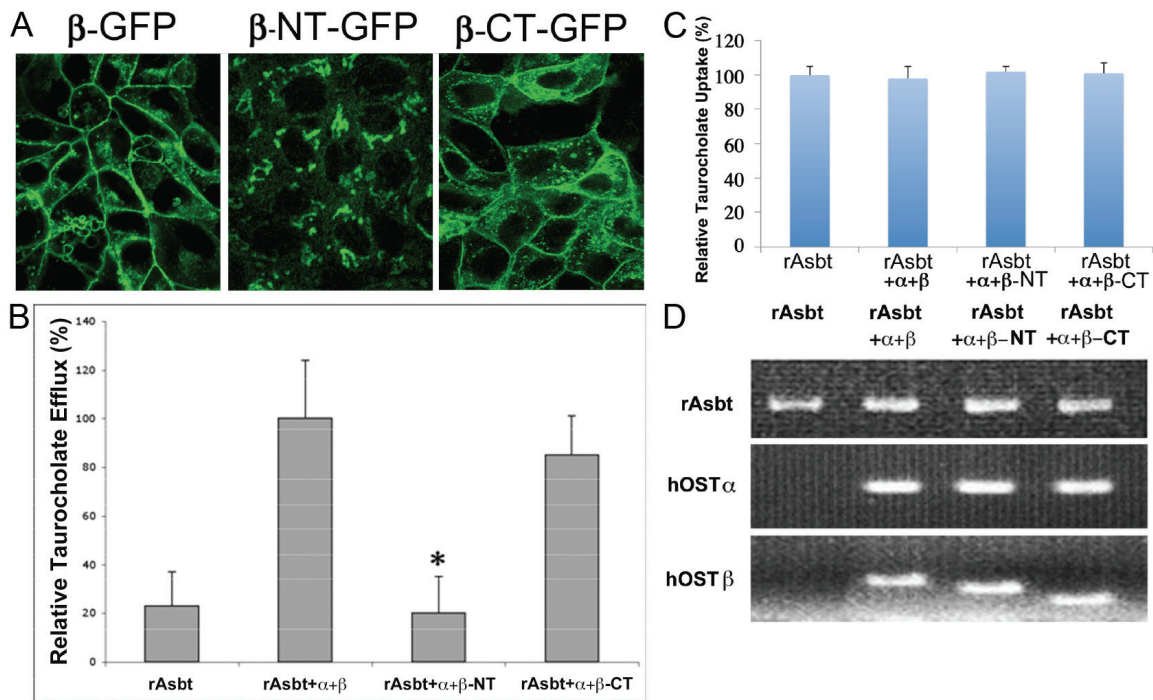 A
β-GFP β-NT-GFP β-CT-GFP
B
Relative Taurocholate Efflux (%)
140
120
100
80
60
40
20
0
*
rAsbt rAsbt+α+β rAsbt+α+β-NT rAsbt+α+β-CT
C
Relative Taurocholate Uptake (%)
120
100
80
60
40
20
0
rAsbt rAsbt rAsbt rAsbt
+α+β +α+β-NT +α+β-CT
D
rAsbt rAsbt rAsbt rAsbt
+α+β +α+β-NT +α+β-CT
rAsbt
hOSTα
hOSTβ